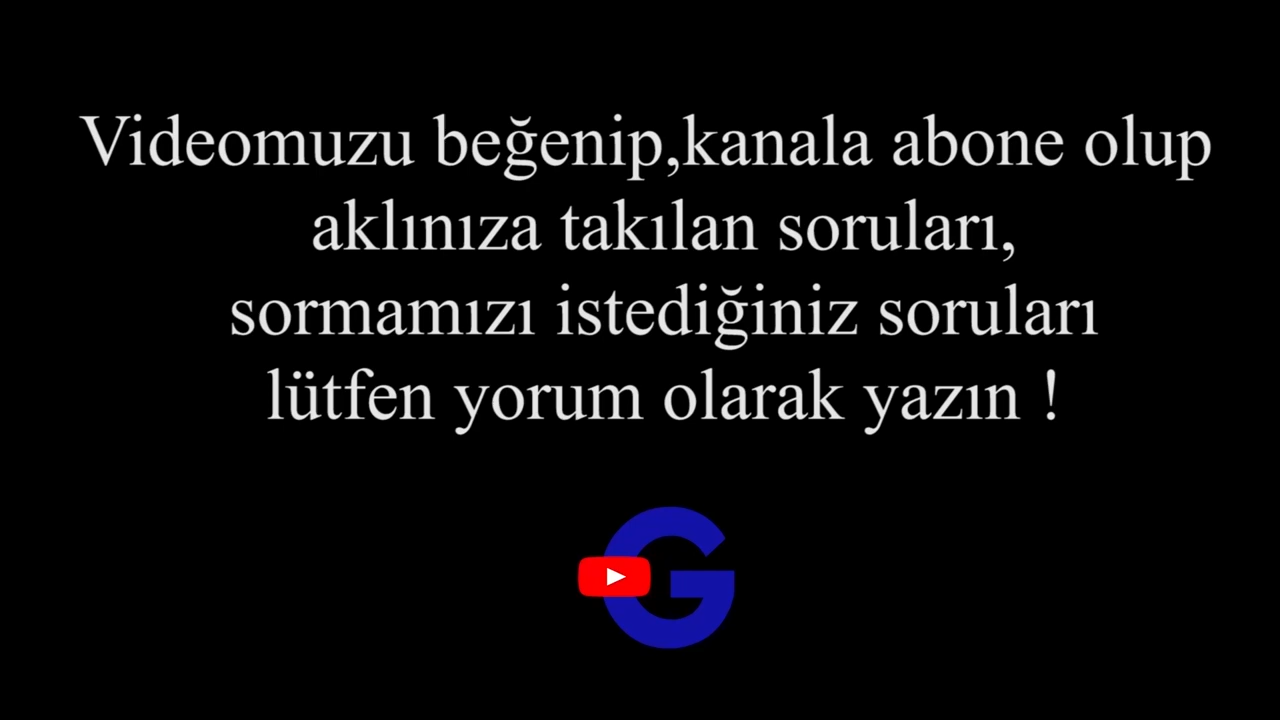 Videomuzu beğenip,kanala abone olup
aklınıza takılan soruları,
sormamızı istediğiniz soruları
lütfen yorum olarak yazın !
G